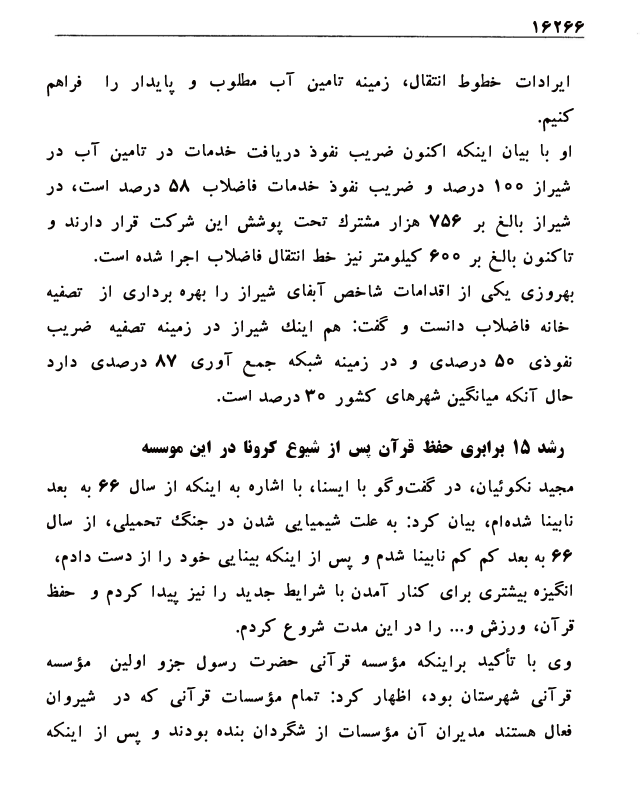 ۱۶۲۶۶
ایرادات خطوط انتقال، زمینه تامین آب مطلوب و پایدار را فراهم
کنیم.
او با بیان اینکه اکنون ضریب نفوذ دریافت خدمات در تامین آب در
شیراز ۱۰۰ درصد و ضریب نفوذ خدمات فاضلاب ۵۸ درصد است، در
شیراز بالغ بر ۷۵۶ هزار مشترك تحت پوشش این شرکت قرار دارند و
تاکنون بالغ بر ۶۰۰ کیلومتر نیز خط انتقال فاضلاب اجرا شده است.
بهروزی یکی از اقدامات شاخص آبفای شیراز را بهره برداری از تصفیه
خانه فاضلاب دانست و گفت: هم اینك شیراز در زمینه تصفیه ضریب
نفوذی ۵۰ درصدی و در زمینه شبکه جمع آوری ۸۷ درصدی دارد
حال آنکه میانگین شهرهای کشور ۳۰ درصد است.
رشد ۱۵ برابری حفظ قرآن پس از شیوع کرونا در این موسسه
مجید نکوئیان، در گفت‌وگو با ایسنا، با اشاره به اینکه از سال ۶۶ به بعد
نابینا شده‌ام، بیان کرد: به علت شیمیایی شدن در جنگ تحمیلی، از سال
۶۶ به بعد کم کم نابینا شدم و پس از اینکه بینایی خود را از دست دادم،
انگیزه بیشتری برای کنار آمدن با شرایط جدید را نیز پیدا کردم و حفظ
قرآن، ورزش و... را در این مدت شروع کردم.
وی با تأکید براینکه مؤسسه قرآنی حضرت رسول جزو اولین مؤسسه
قرآنی شهرستان بود، اظهار کرد: تمام مؤسسات قرآنی که در شیروان
فعال هستند مدیران آن مؤسسات از شگردان بنده بودند و پس از اینکه